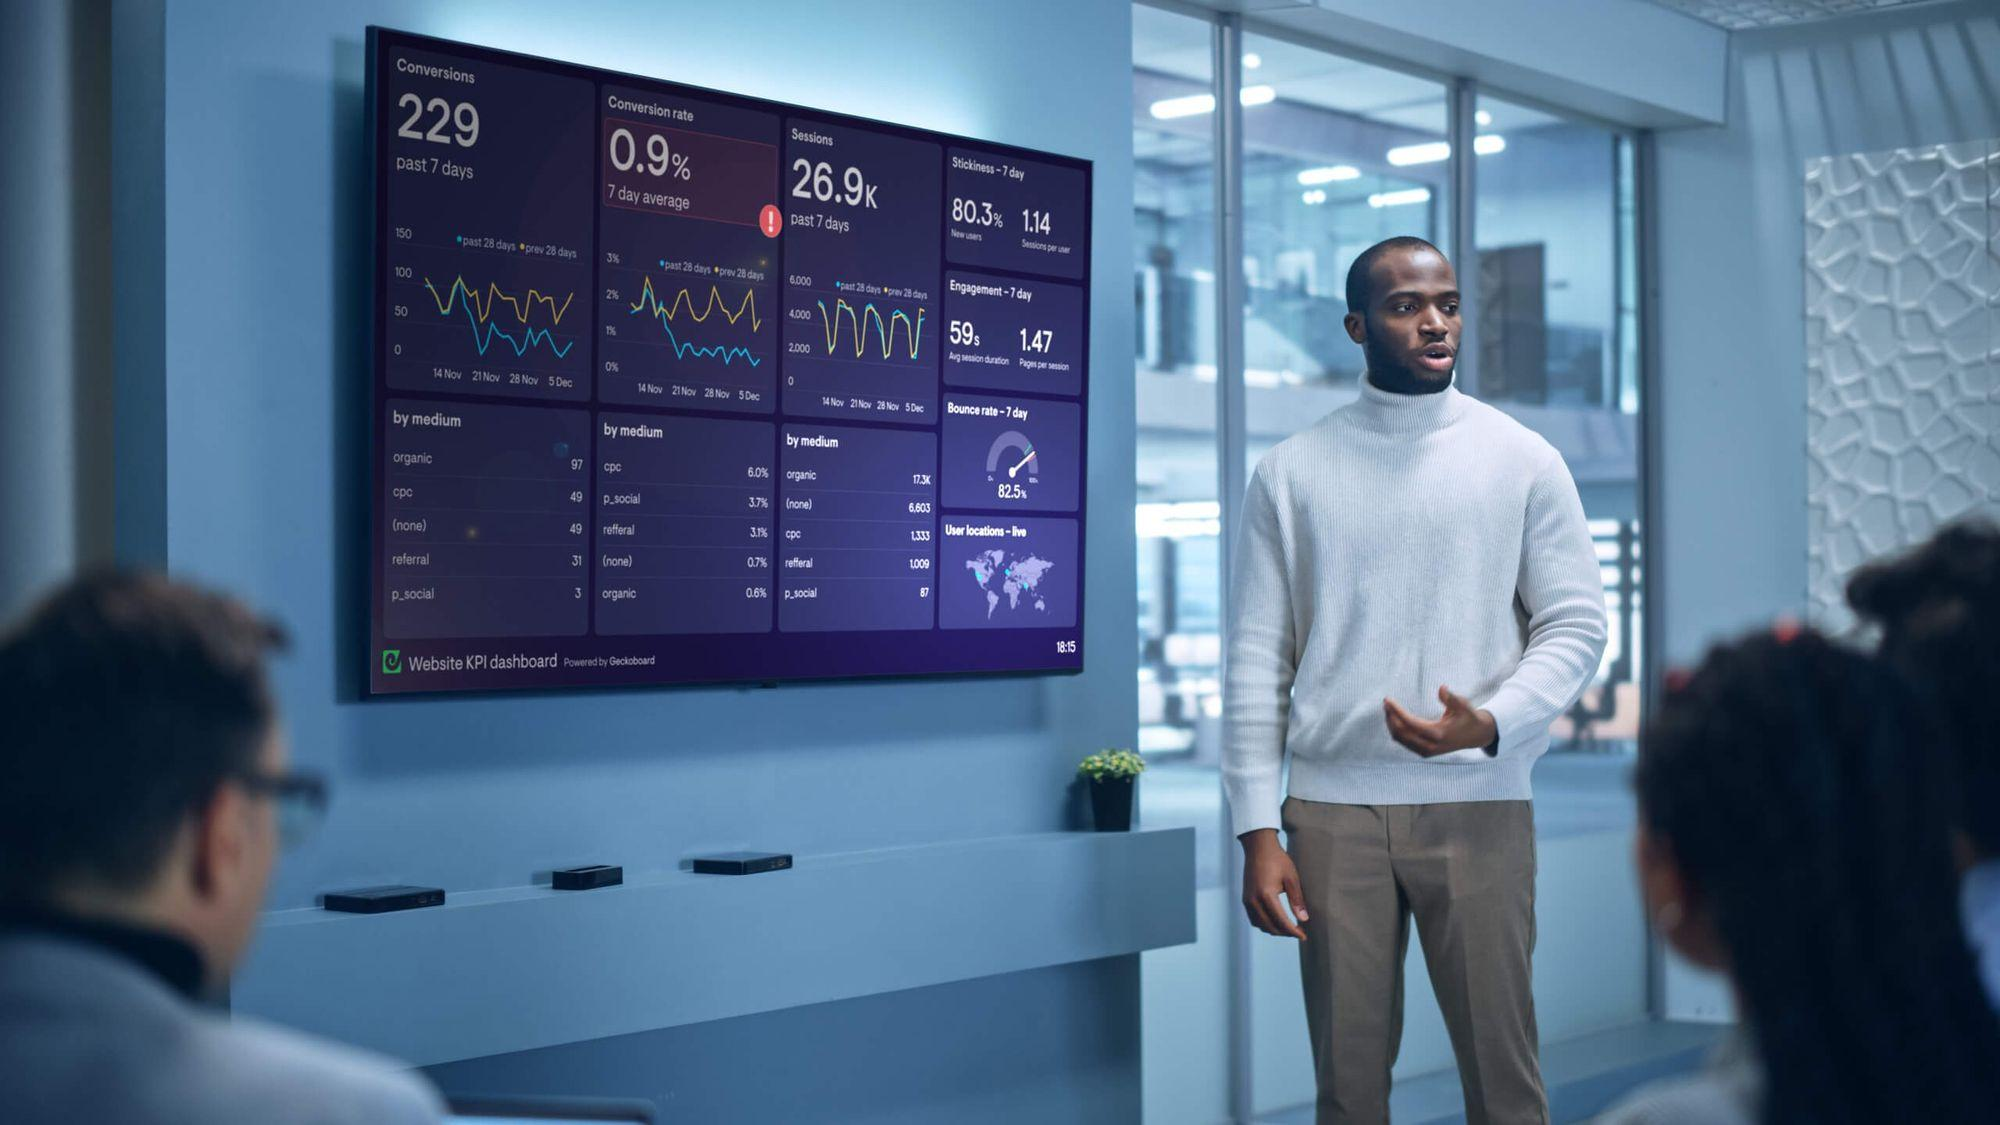 Conversions
229
past 7 days
past 28 days prev 28 days
150
100
50
0
14 Nov 21 Nov 28 Nov 5 Dec
Conversion rate
0.9%
7 day average
!
past 28 days prev 28 days
3%
2%
1%
0%
14 Nov 21 Nov 28 Nov 5 Dec
Sessions
26.9K
past 7 days
past 28 days prev 28 days
6,000
4,000
2,000
0
14 Nov 21 Nov 28 Nov 5 Dec
Stickiness – 7 day
80.3% 1.14
New users Sessions per user
Engagement – 7 day
59s 1.47
Avg session duration Pages per session
Bounce rate – 7 day
0% 100%
82.5%
User locations – live
by medium
organic 97
cpc 49
(none) 49
referral 31
p_social 3
by medium
cpc 6.0%
p_social 3.7%
refferal 3.1%
(none) 0.7%
organic 0.6%
by medium
organic 17.3K
(none) 6,603
cpc 1,333
refferal 1,009
p_social 87
Website KPI dashboard Powered by Geckoboard
18:15